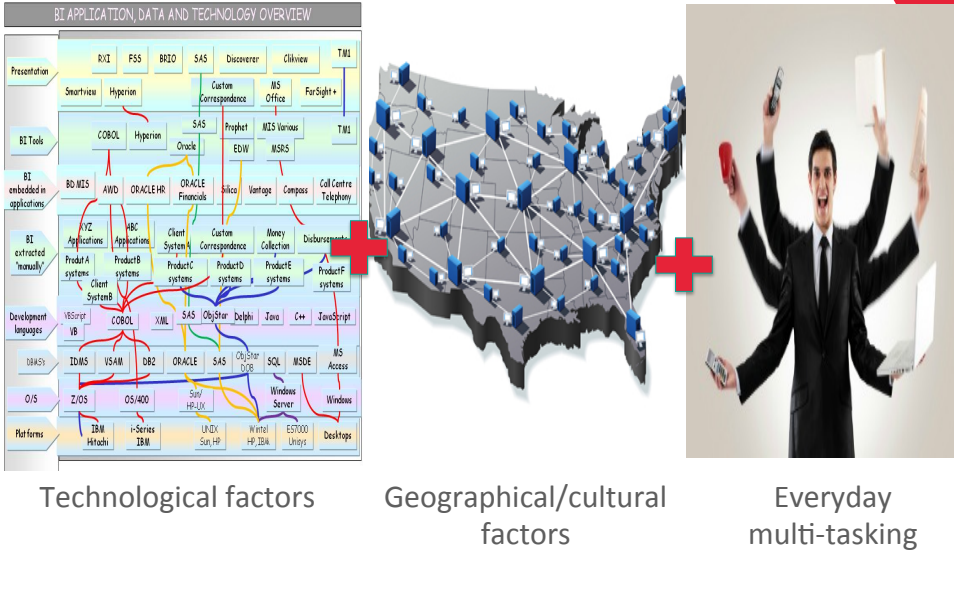 BI APPLICATION, DATA AND TECHNOLOGY OVERVIEW
Presentation
RXI FSS BRIO SAS Discoverer Clikview TM1
Smartview Hyperion Custom Correspondence MS Office FarSight+
BI Tools
COBOL Hyperion SAS Prophet MIS Various TM1
Oracle EDW MSRS
BI embedded in applications
BD MIS AWD ORACLE HR ORACLE Financials Silica Vantage Compass Call Centre Telephony
BI extracted "manually"
XYZ Applications ABC Applications Client System A Custom Correspondence Money Collection Disbursements
ProdutA systems ProductB systems ProductC systems ProductD systems ProductE systems ProductF systems
Client SystemB
Development languages
VBScript VB COBOL XML SAS ObjStar Delphi Java C++ JavaScript
DBMS's
IDMS VSAM DB2 ORACLE SAS ObjStar DOB SQL MSDE MS Access
O/S
Z/OS OS/400 Sun/ HP-UX Windows Server Windows
Platforms
IBM Hitachi i-Series IBM UNIX Sun, HP Wintel HP, IBM ES7000 Unisys Desktops
Technological factors
Geographical/cultural
factors
Everyday
multi-tasking